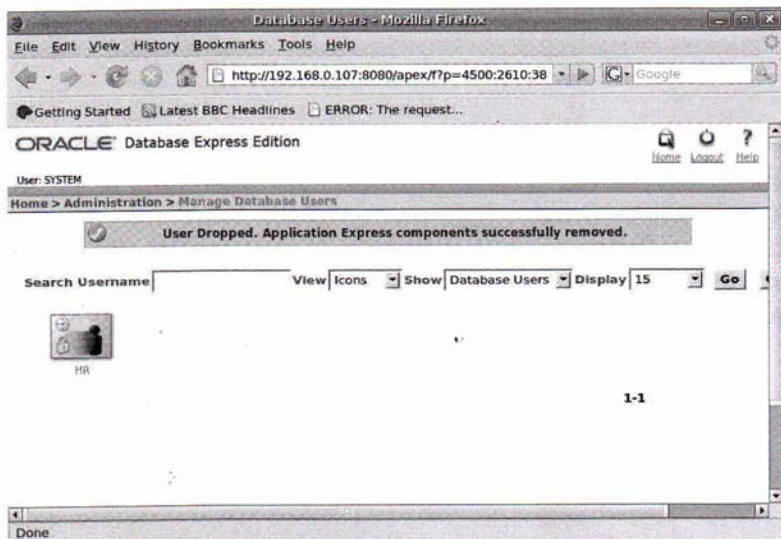 Database Users - Mozilla Firefox
File Edit View History Bookmarks Tools Help
http://192.168.0.107:8080/apex/f?p=4500:2610:38 G Google
Getting Started Latest BBC Headlines ERROR: The request...
ORACLE Database Express Edition
Home Logout Help
User: SYSTEM
Home > Administration > Manage Database Users
User Dropped. Application Express components successfully removed.
Search Username View Icons Show Database Users Display 15 Go
HR
1-1
Done